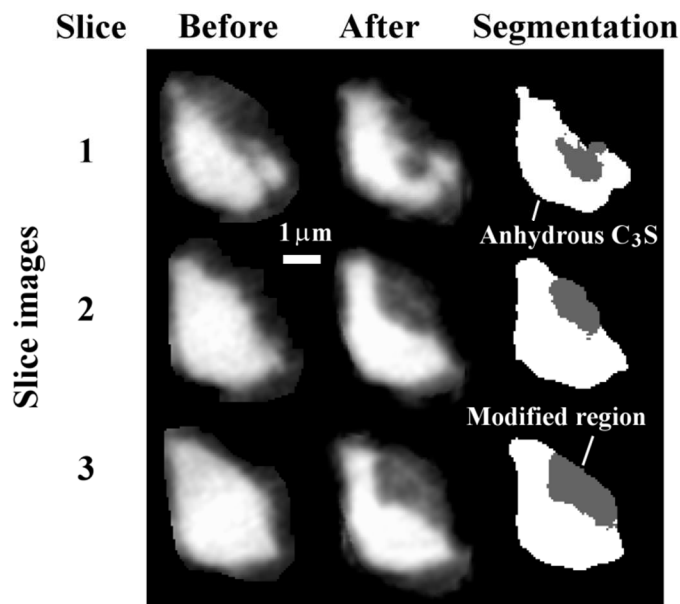 Slice Before After Segmentation
1
Anhydrous C₃S
1 μm
Slice images
2
Modified region
3